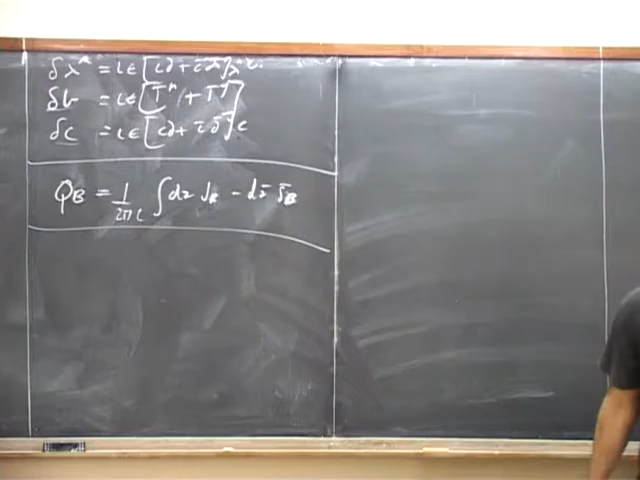 δx^μ = iε[c∂ + c̄∂̄]x^μ
δb = iε[T^m + T^g]
δc = iε[c∂ + c̄∂̄]c
Q_B = 1/2πi ∫ dz j_B - dz̄ j̄_B